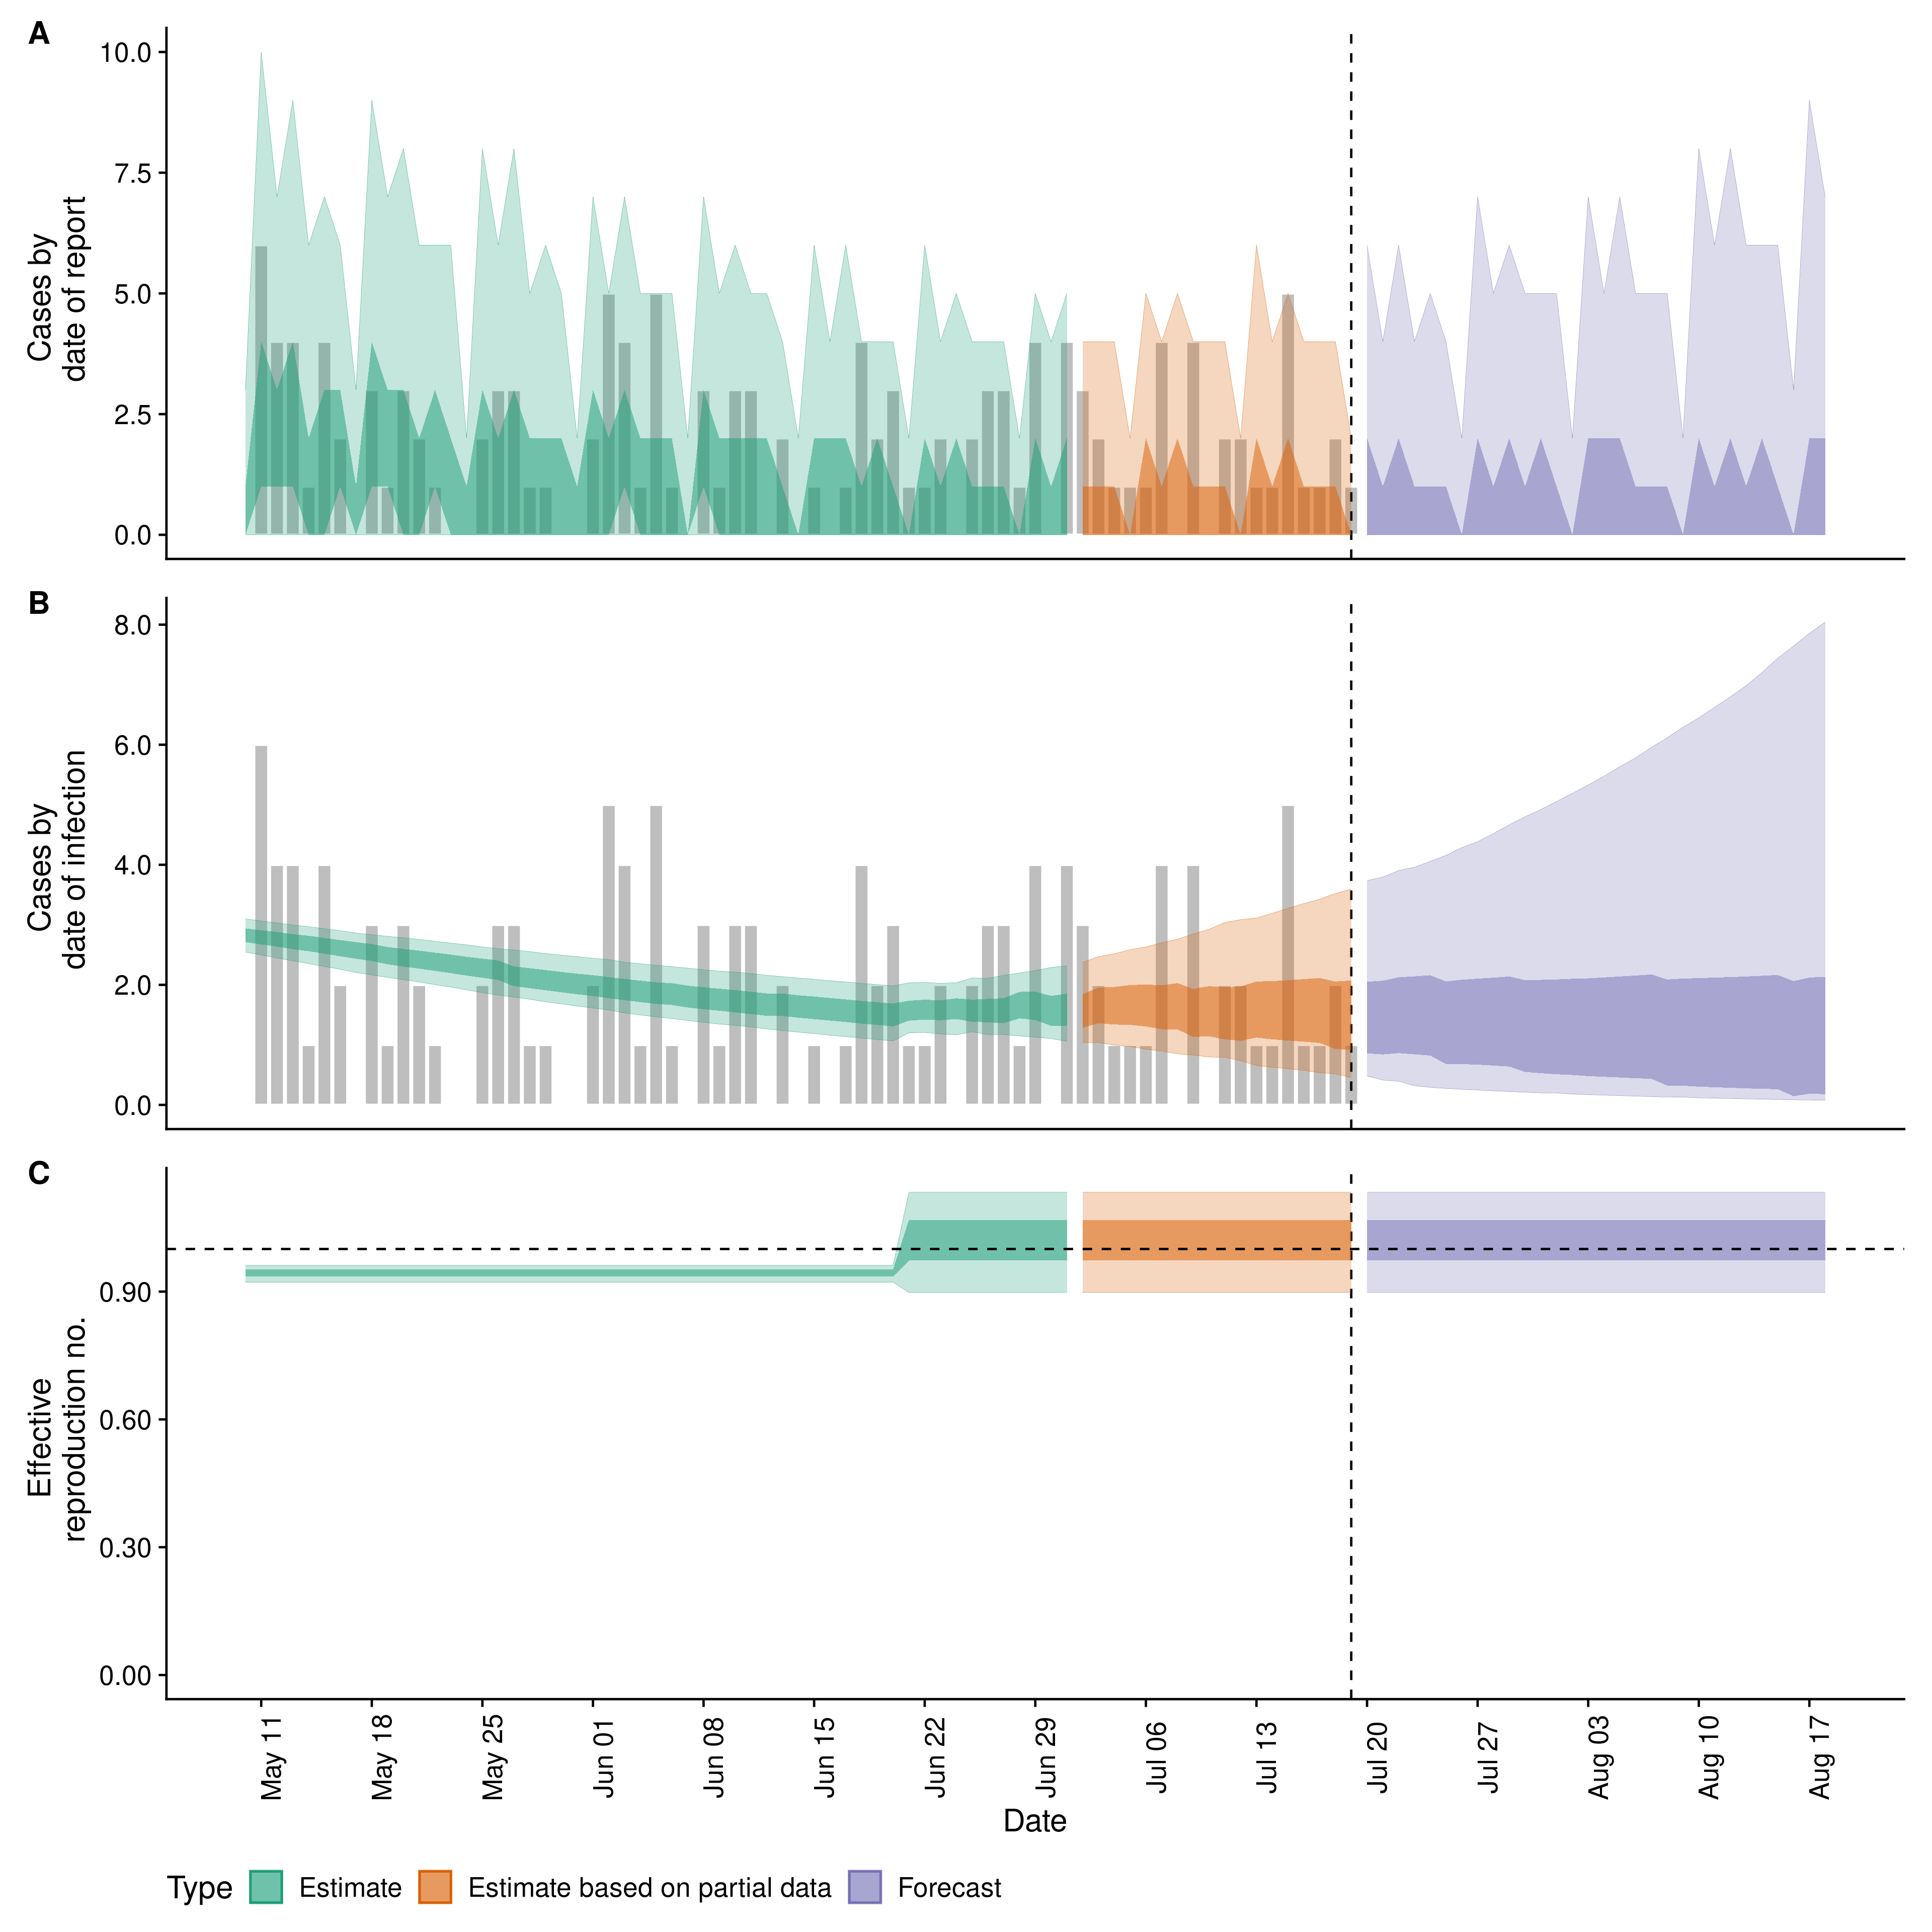 A
10.0
7.5
5.0
2.5
0.0
Cases by
date of report
B
8.0
6.0
4.0
2.0
0.0
Cases by
date of infection
C
0.90
0.60
0.30
0.00
Effective
reproduction no.
May 11
May 18
May 25
Jun 01
Jun 08
Jun 15
Jun 22
Jun 29
Jul 06
Jul 13
Jul 20
Jul 27
Aug 03
Aug 10
Aug 17
Date
Type Estimate Estimate based on partial data Forecast